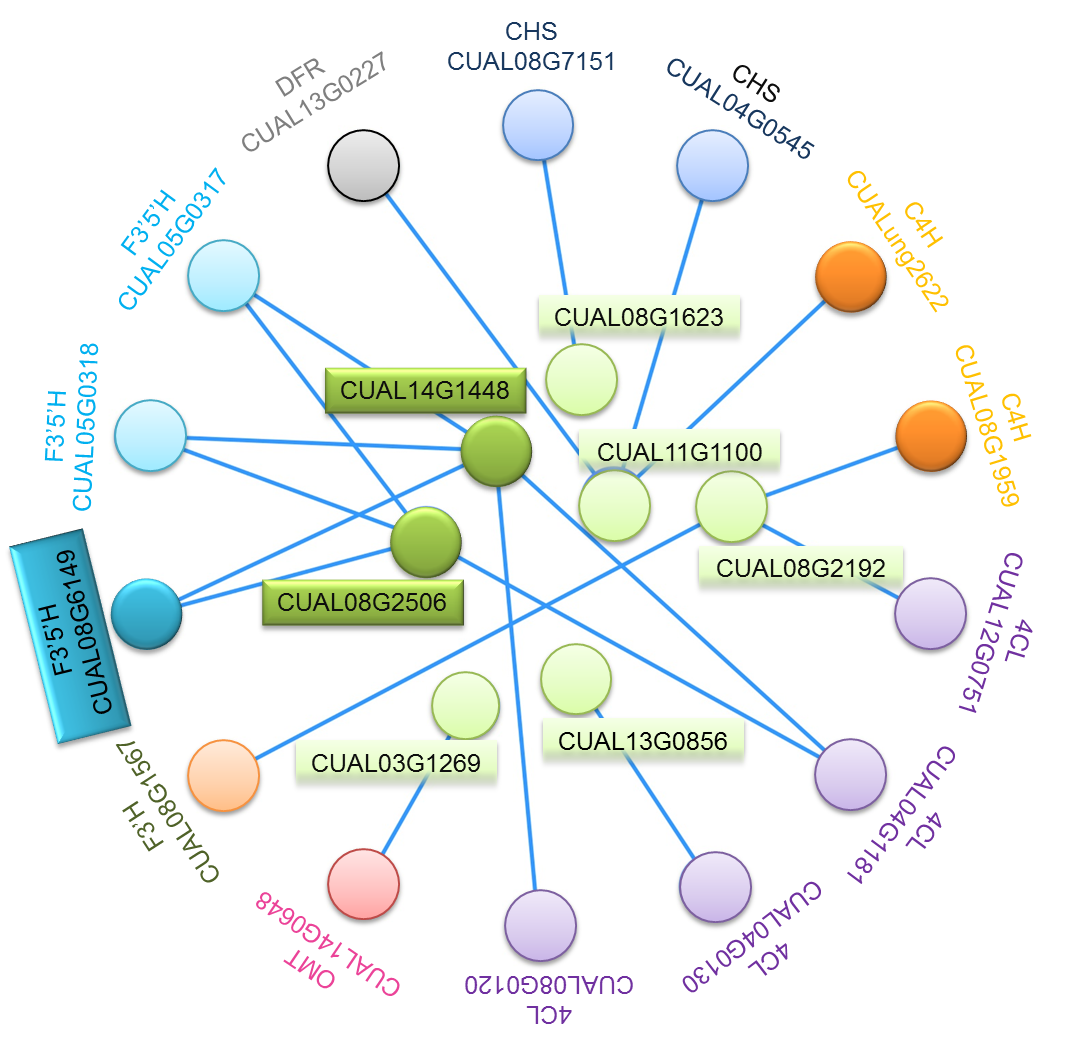 CHS
CUAL08G7151
CHS
CUAL04G0545
DFR
CUAL13G0227
C4H
CUALung2622
F3’5’H
CUAL05G0317
CUAL08G1623
C4H
CUAL08G1959
F3’5’H
CUAL05G0318
CUAL14G1448
CUAL11G1100
CUAL08G2192
4CL
CUAL12G0751
F3’5’H
CUAL08G6149
CUAL08G2506
CUAL13G0856
CUAL03G1269
F3’H
CUAL08G1567
4CL
CUAL04G1181
4CL
CUAL04G0130
OMT
CUAL14G0648
4CL
CUAL08G0120